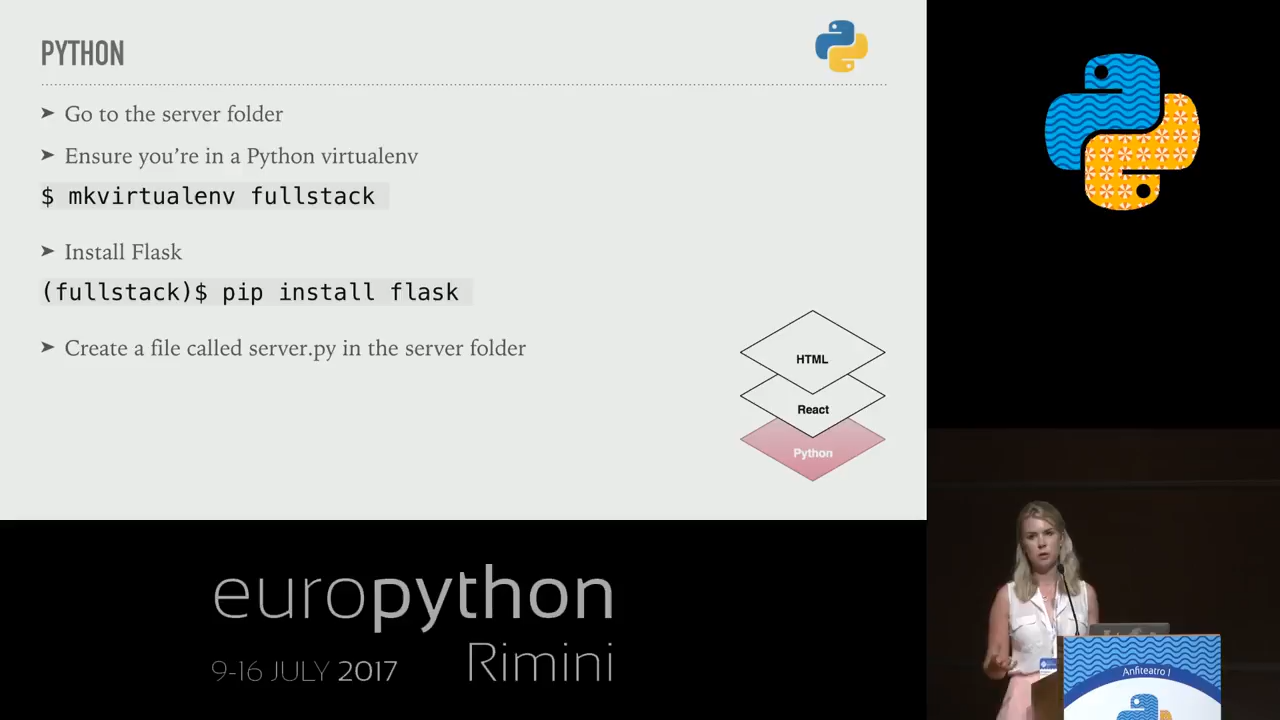 PYTHON
➤ Go to the server folder
➤ Ensure you're in a Python virtualenv
$ mkvirtualenv fullstack
➤ Install Flask
(fullstack)$ pip install flask
➤ Create a file called server.py in the server folder
HTML
React
Python
europython
9-16 JULY 2017 Rimini
Anfiteatro 1